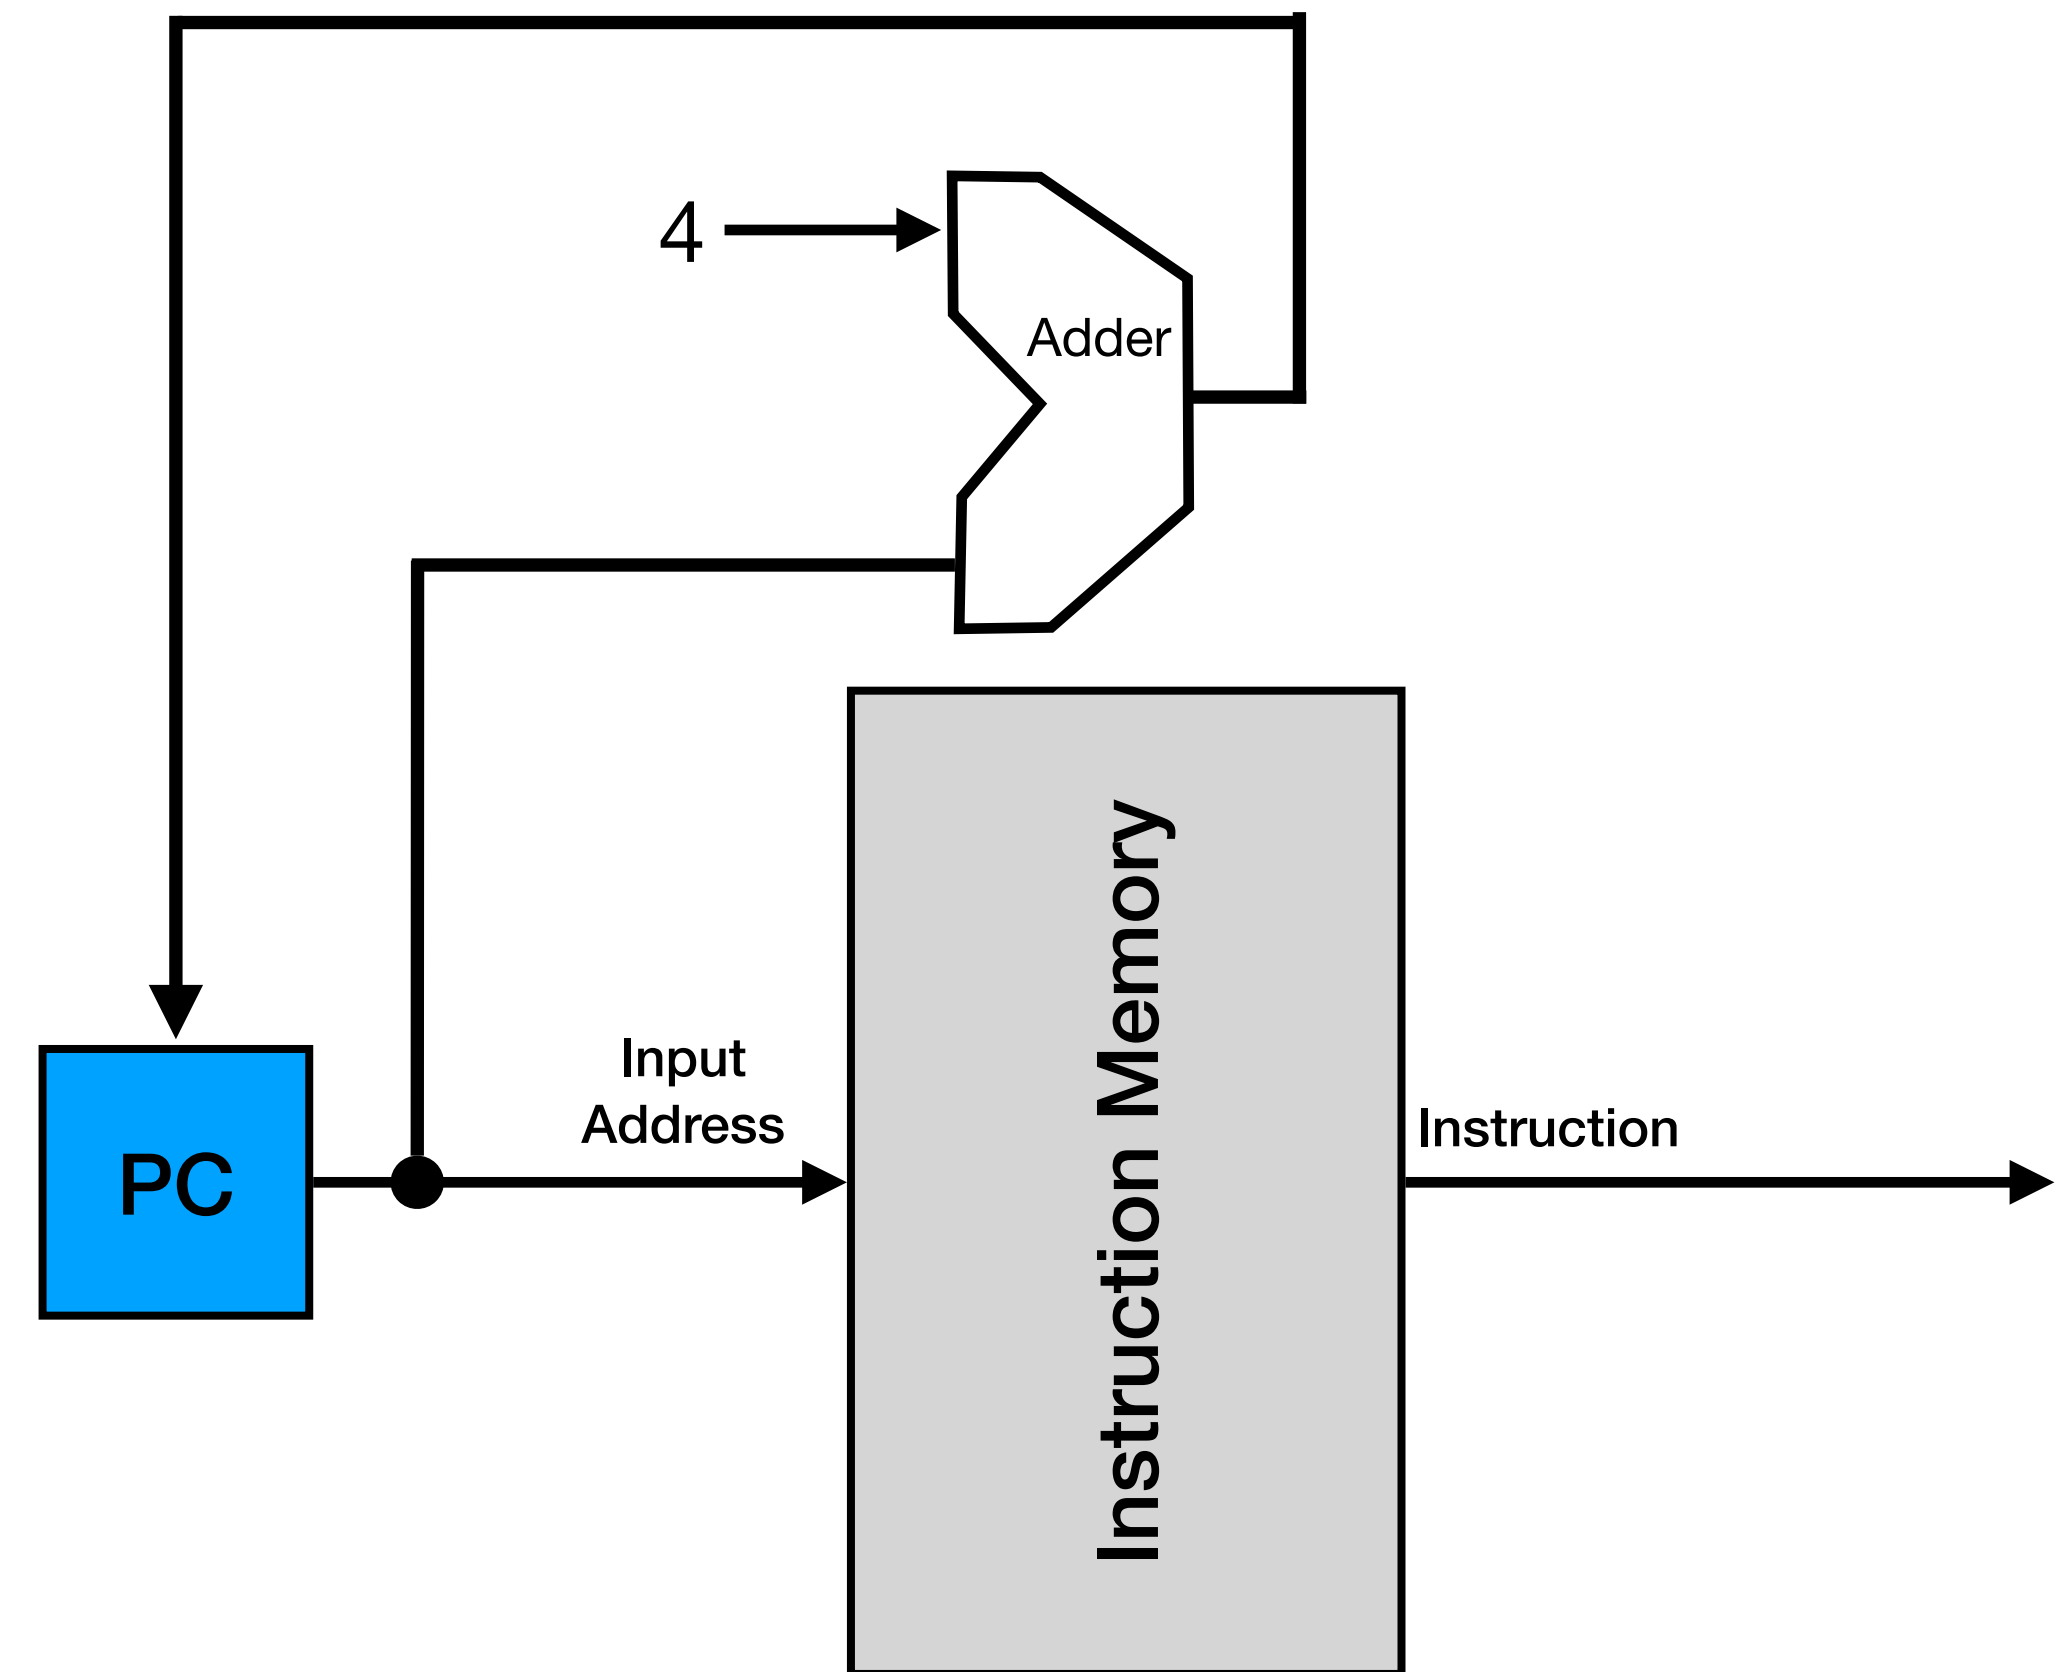 4
Adder
Input
Address
PC
Instruction Memory
Instruction